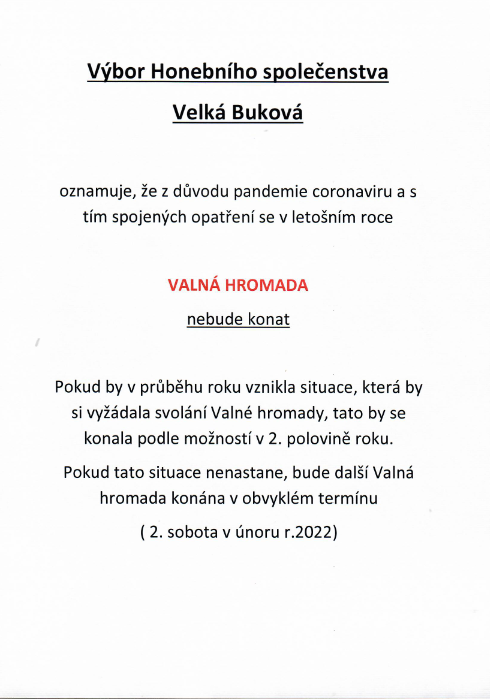 Výbor Honebního společenstva
Velká Buková
oznamuje, že z důvodu pandemie coronaviru a s
tím spojených opatření se v letošním roce
VALNÁ HROMADA
nebude konat
Pokud by v průběhu roku vznikla situace, která by
si vyžádala svolání Valné hromady, tato by se
konala podle možností v 2. polovině roku.
Pokud tato situace nenastane, bude další Valná
hromada konána v obvyklém termínu
( 2. sobota v únoru r.2022)